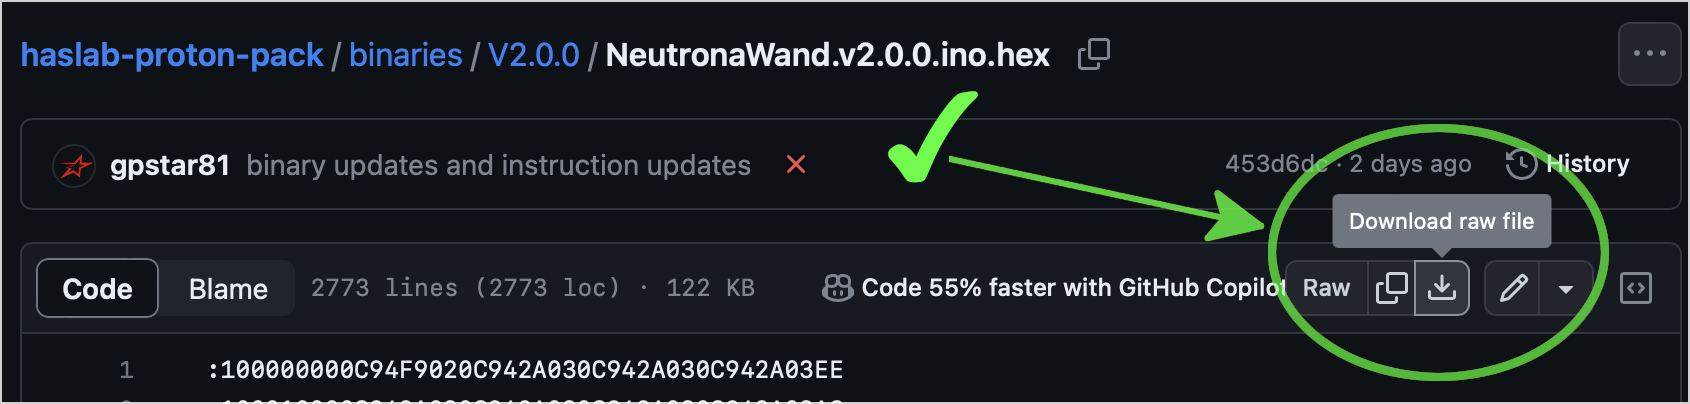 haslab-proton-pack / binaries / V2.0.0 / NeutronaWand.v2.0.0.ino.hex
gpstar81 binary updates and instruction updates 453d6dc · 2 days ago History
Download raw file
Code Blame 2773 lines (2773 loc) · 122 KB Code 55% faster with GitHub Copilot Raw
1 :100000000C94F9020C942A030C942A030C942A03EE